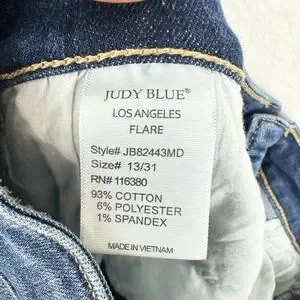 JUDY BLUE®
LOS ANGELES
FLARE
Style# JB82443MD
Size# 13/31
RN# 116380
93% COTTON
6% POLYESTER
1% SPANDEX
MADE IN VIETNAM